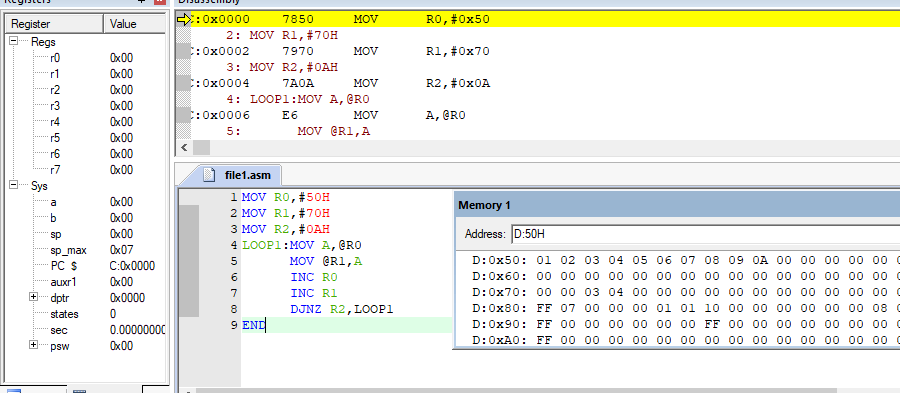 Registers
Register Value
Regs
r0 0x00
r1 0x00
r2 0x00
r3 0x00
r4 0x00
r5 0x00
r6 0x00
r7 0x00
Sys
a 0x00
b 0x00
sp 0x00
sp_max 0x07
PC $ C:0x0000
auxr1 0x00
dptr 0x0000
states 0
sec 0.00000000
psw 0x00
Disassembly
C:0x0000 7850 MOV R0,#0x50
2: MOV R1,#70H
C:0x0002 7970 MOV R1,#0x70
3: MOV R2,#0AH
C:0x0004 7A0A MOV R2,#0x0A
4: LOOP1:MOV A,@R0
C:0x0006 E6 MOV A,@R0
5: MOV @R1,A
file1.asm
1 MOV R0,#50H
2 MOV R1,#70H
3 MOV R2,#0AH
4 LOOP1:MOV A,@R0
5 MOV @R1,A
6 INC R0
7 INC R1
8 DJNZ R2,LOOP1
9 END
Memory 1
Address: D:50H
D:0x50: 01 02 03 04 05 06 07 08 09 0A 00 00 00 00 00 0
D:0x60: 00 00 00 00 00 00 00 00 00 00 00 00 00 00 00 0
D:0x70: 00 00 03 04 00 00 00 00 00 00 00 00 00 00 00 0
D:0x80: FF 07 00 00 00 01 01 10 00 00 00 00 00 00 08 0
D:0x90: FF 00 00 00 00 00 00 FF 00 00 00 00 00 00 00 0
D:0xA0: FF 00 00 00 00 00 00 00 00 00 00 00 00 00 00 0